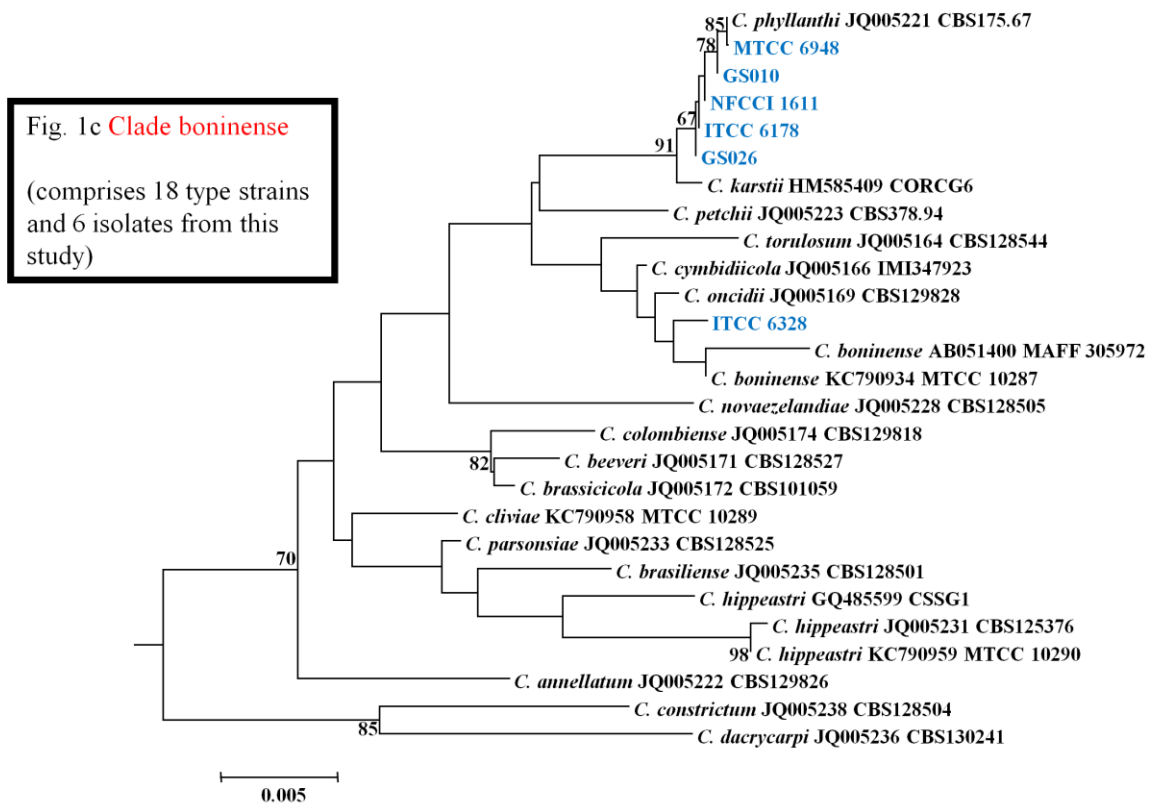 Fig. 1c Clade boninense
(comprises 18 type strains
and 6 isolates from this
study)
85
C. phyllanthi JQ005221 CBS175.67
78
MTCC 6948
GS010
NFCCI 1611
67
ITCC 6178
91
GS026
C. karstii HM585409 CORCG6
C. petchii JQ005223 CBS378.94
C. torulosum JQ005164 CBS128544
C. cymbidiicola JQ005166 IMI347923
C. oncidii JQ005169 CBS129828
ITCC 6328
C. boninense AB051400 MAFF 305972
C. boninense KC790934 MTCC 10287
C. novaezelandiae JQ005228 CBS128505
C. colombiense JQ005174 CBS129818
82
C. beeveri JQ005171 CBS128527
C. brassicicola JQ005172 CBS101059
C. cliviae KC790958 MTCC 10289
C. parsonsiae JQ005233 CBS128525
70
C. brasiliense JQ005235 CBS128501
C. hippeastri GQ485599 CSSG1
C. hippeastri JQ005231 CBS125376
98
C. hippeastri KC790959 MTCC 10290
C. annellatum JQ005222 CBS129826
C. constrictum JQ005238 CBS128504
85
C. dacrycarpi JQ005236 CBS130241
0.005